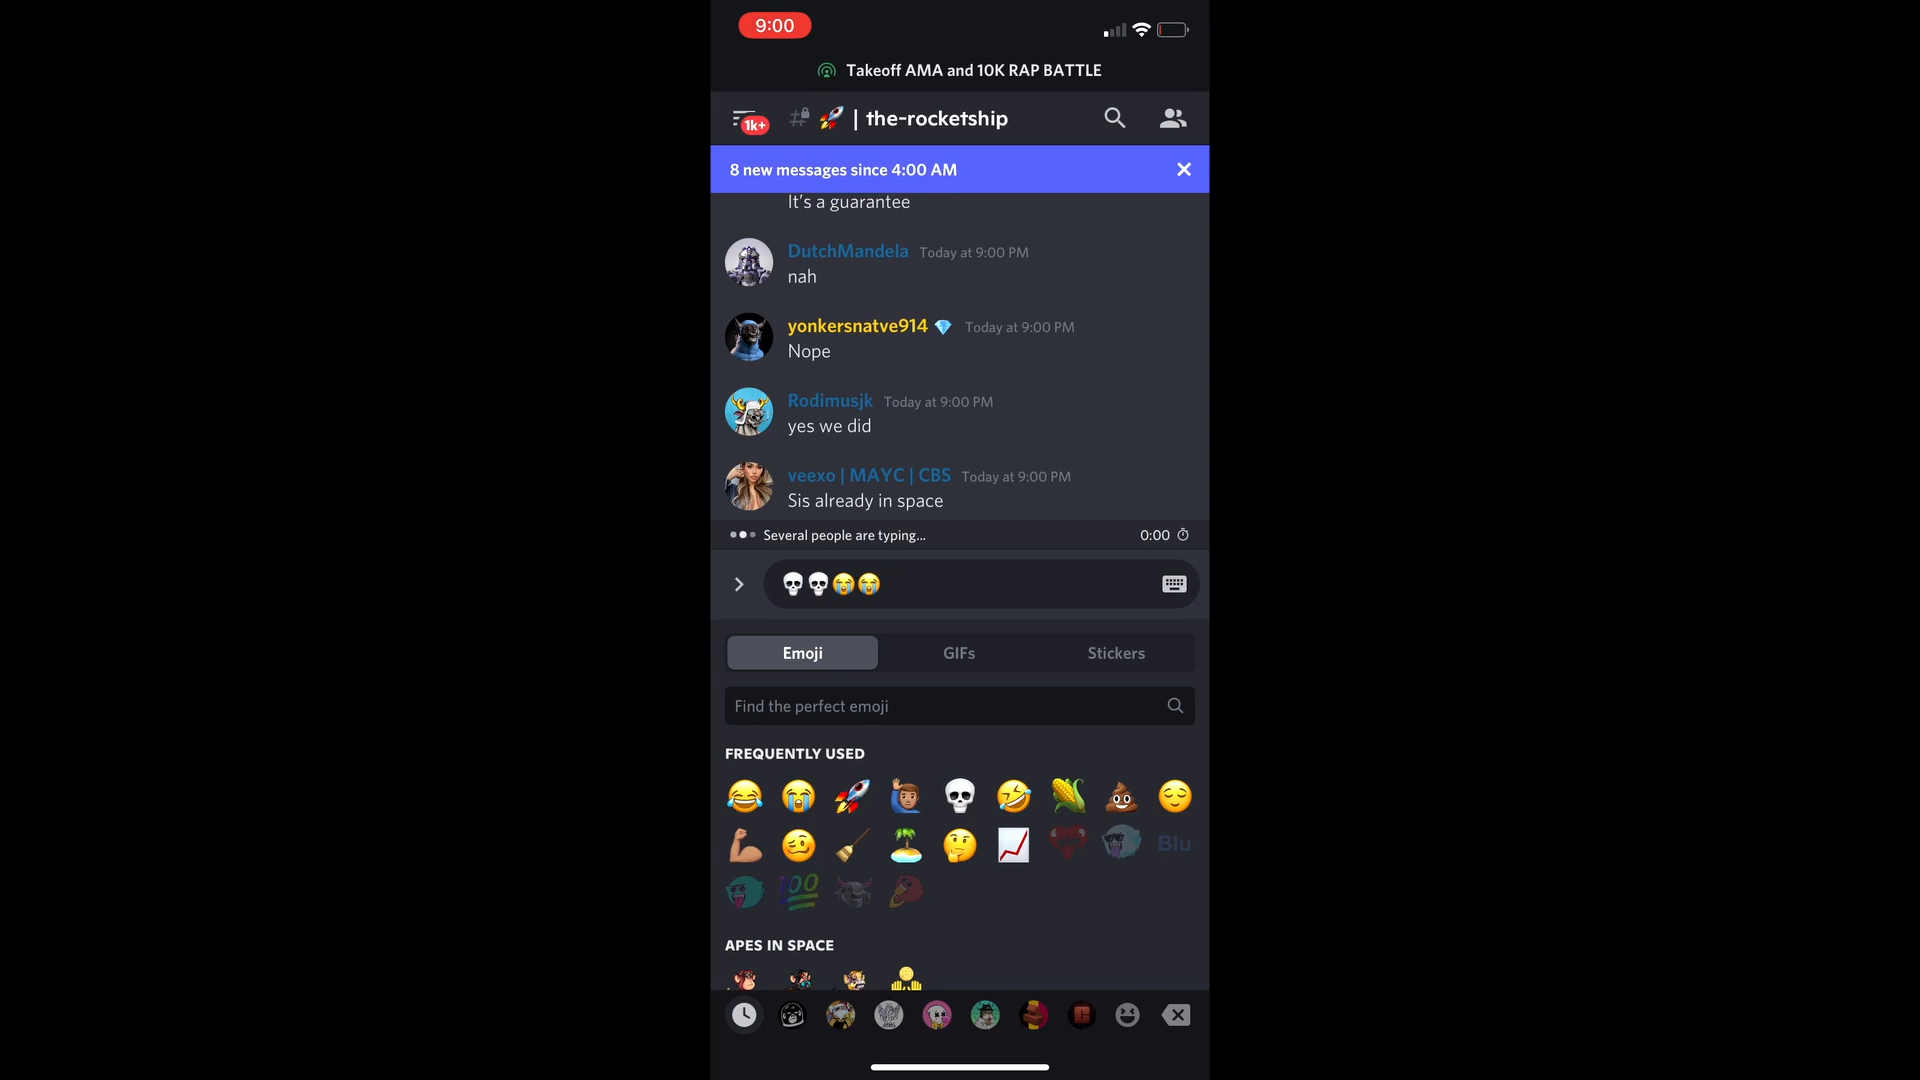 9:00
Takeoff AMA and 10K RAP BATTLE
1k+
🚀 | the-rocketship
8 new messages since 4:00 AM
It's a guarantee
DutchMandela Today at 9:00 PM
nah
yonkersnatve914 💎 Today at 9:00 PM
Nope
Rodimusjk Today at 9:00 PM
yes we did
veexo | MAYC | CBS Today at 9:00 PM
Sis already in space
Several people are typing... 0:00
💀💀😭😭
Emoji GIFs Stickers
Find the perfect emoji
FREQUENTLY USED
Blu
100
APES IN SPACE